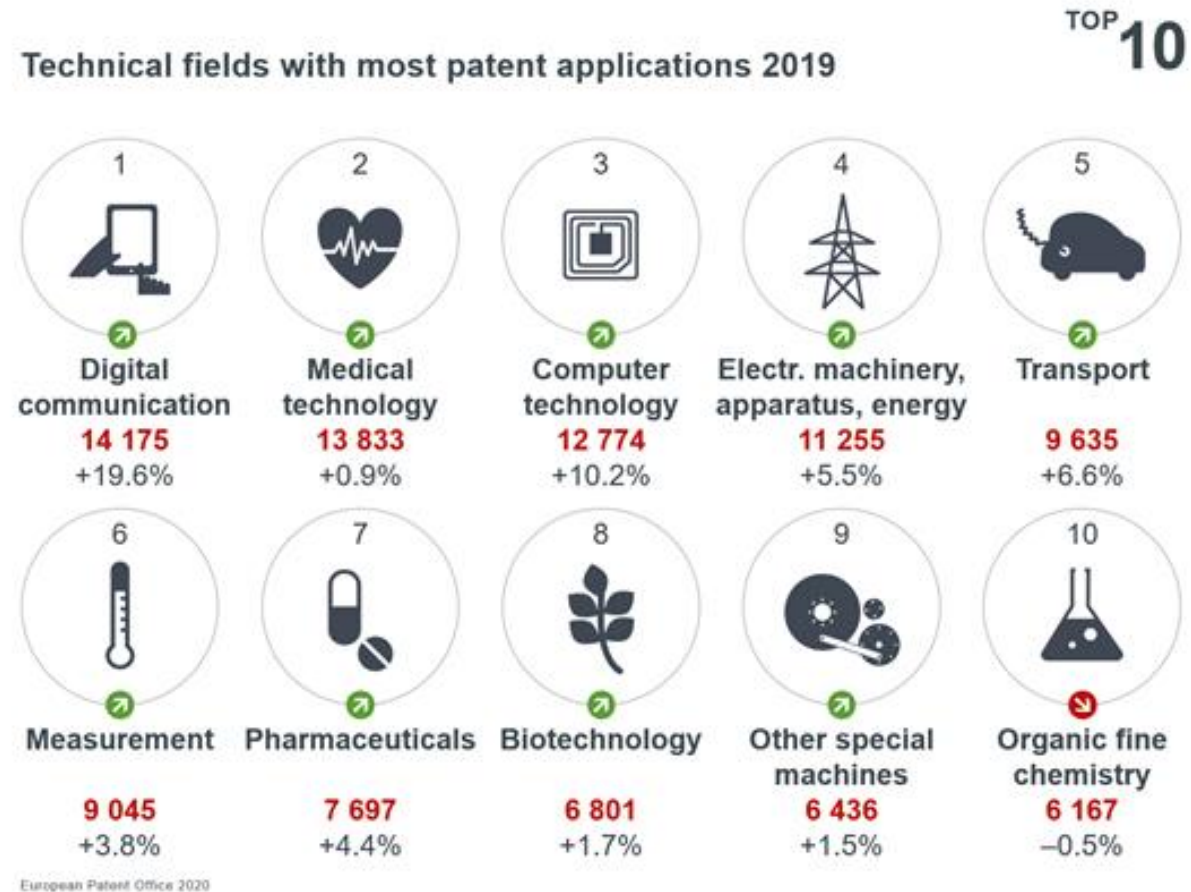 TOP 10
Technical fields with most patent applications 2019
1
Digital
communication
14 175
+19.6%
2
Medical
technology
13 833
+0.9%
3
Computer
technology
12 774
+10.2%
4
Electr. machinery,
apparatus, energy
11 255
+5.5%
5
Transport
9 635
+6.6%
6
Measurement
9 045
+3.8%
7
Pharmaceuticals
7 697
+4.4%
8
Biotechnology
6 801
+1.7%
9
Other special
machines
6 436
+1.5%
10
Organic fine
chemistry
6 167
–0.5%
European Patent Office 2020